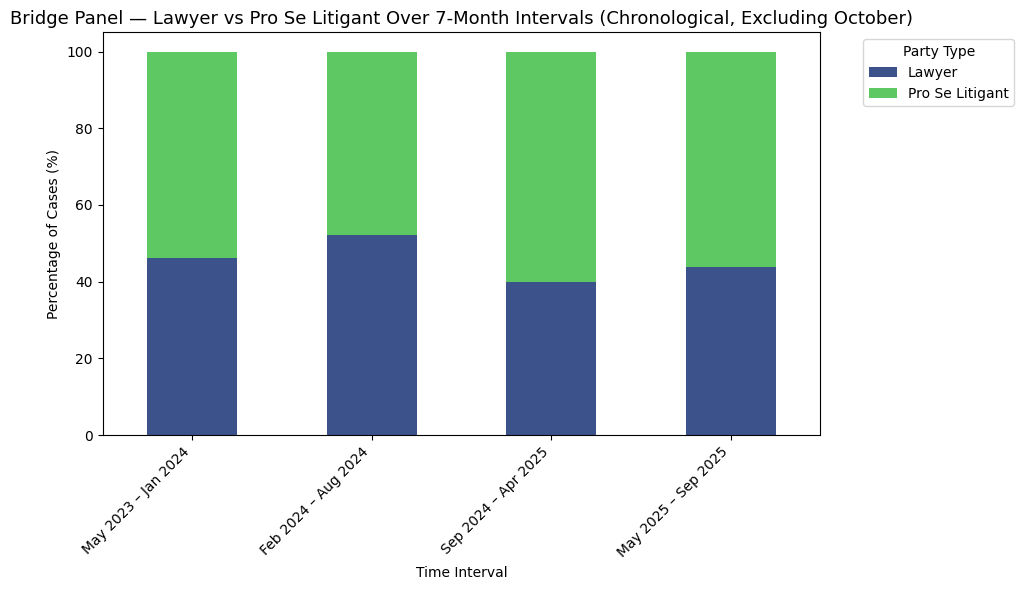 Bridge Panel — Lawyer vs Pro Se Litigant Over 7-Month Intervals (Chronological, Excluding October)
Party Type
Lawyer
Pro Se Litigant
Percentage of Cases (%)
100
80
60
40
20
0
May 2023 – Jan 2024
Feb 2024 – Aug 2024
Sep 2024 – Apr 2025
May 2025 – Sep 2025
Time Interval